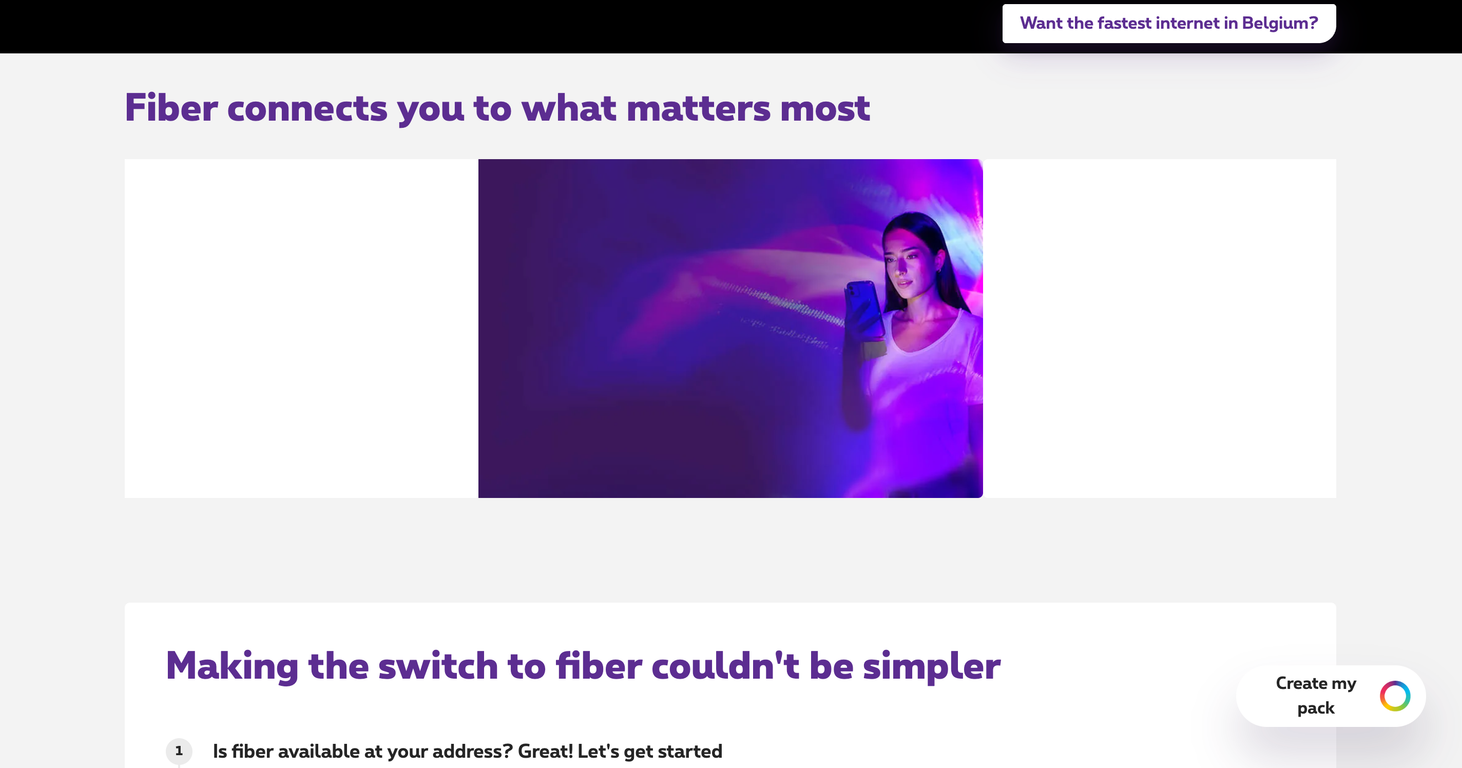 Want the fastest internet in Belgium?
Fiber connects you to what matters most
Making the switch to fiber couldn't be simpler
Create my
pack
1 Is fiber available at your address? Great! Let's get started